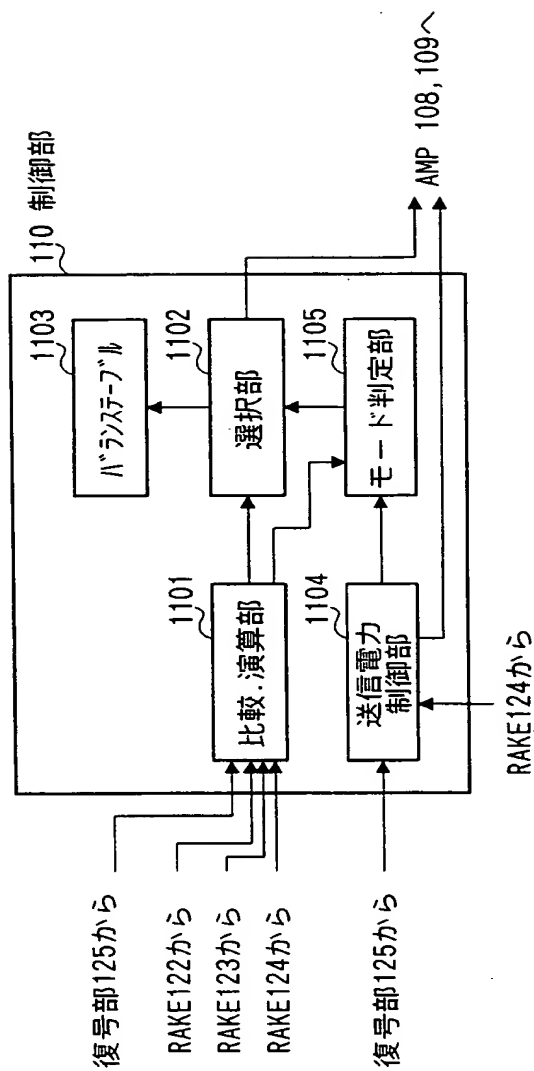 110 制御部
1103
バランステーブル
1102
選択部
1105
モード判定部
1101
比較.演算部
1104
送信電力
制御部
復号部125から
RAKE122から
RAKE123から
RAKE124から
復号部125から
RAKE124から
AMP 108,109へ